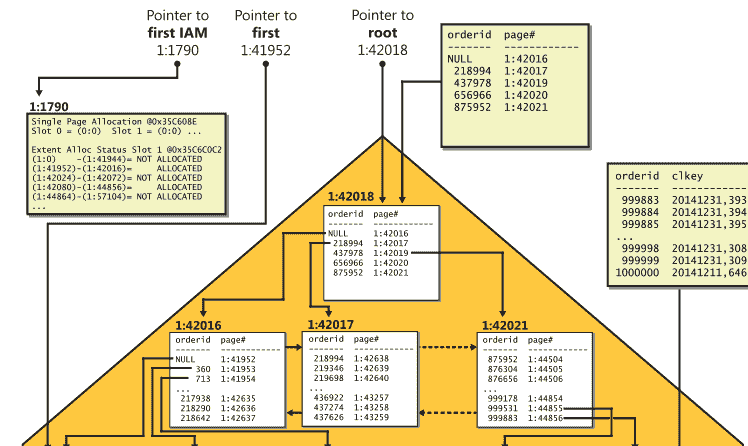 Pointer to
first IAM
1:1790
Pointer to
first
1:41952
Pointer to
root
1:42018
orderid page#
------- ------------
NULL 1:42016
218994 1:42017
437978 1:42019
656966 1:42020
875952 1:42021
1:1790
Single Page Allocation @0x35C608E
Slot 0 = (0:0) Slot 1 = (0:0) ...
Extent Alloc Status Slot 1 @0x35C6C0C2
(1:0) -(1:41944)= NOT ALLOCATED
(1:41952)-(1:42016)= ALLOCATED
(1:42024)-(1:42072)= NOT ALLOCATED
(1:42080)-(1:44856)= ALLOCATED
(1:44864)-(1:57104)= NOT ALLOCATED
...
orderid clkey
------- ------------
999883 20141231,393
999884 20141231,394
999885 20141231,395
...
999998 20141231,308
999999 20141231,309
1000000 20141211,646
1:42018
orderid page#
------- ------------
NULL 1:42016
218994 1:42017
437978 1:42019
656966 1:42020
875952 1:42021
1:42016
orderid page#
------- ------------
NULL 1:41952
360 1:41953
713 1:41954
...
217938 1:42635
218290 1:42636
218642 1:42637
1:42017
orderid page#
------- ------------
218994 1:42638
219346 1:42639
219698 1:42640
...
436922 1:43257
437274 1:43258
437626 1:43259
1:42021
orderid page#
------- ------------
875952 1:44504
876304 1:44505
876656 1:44506
...
999178 1:44854
999531 1:44855
999883 1:44856